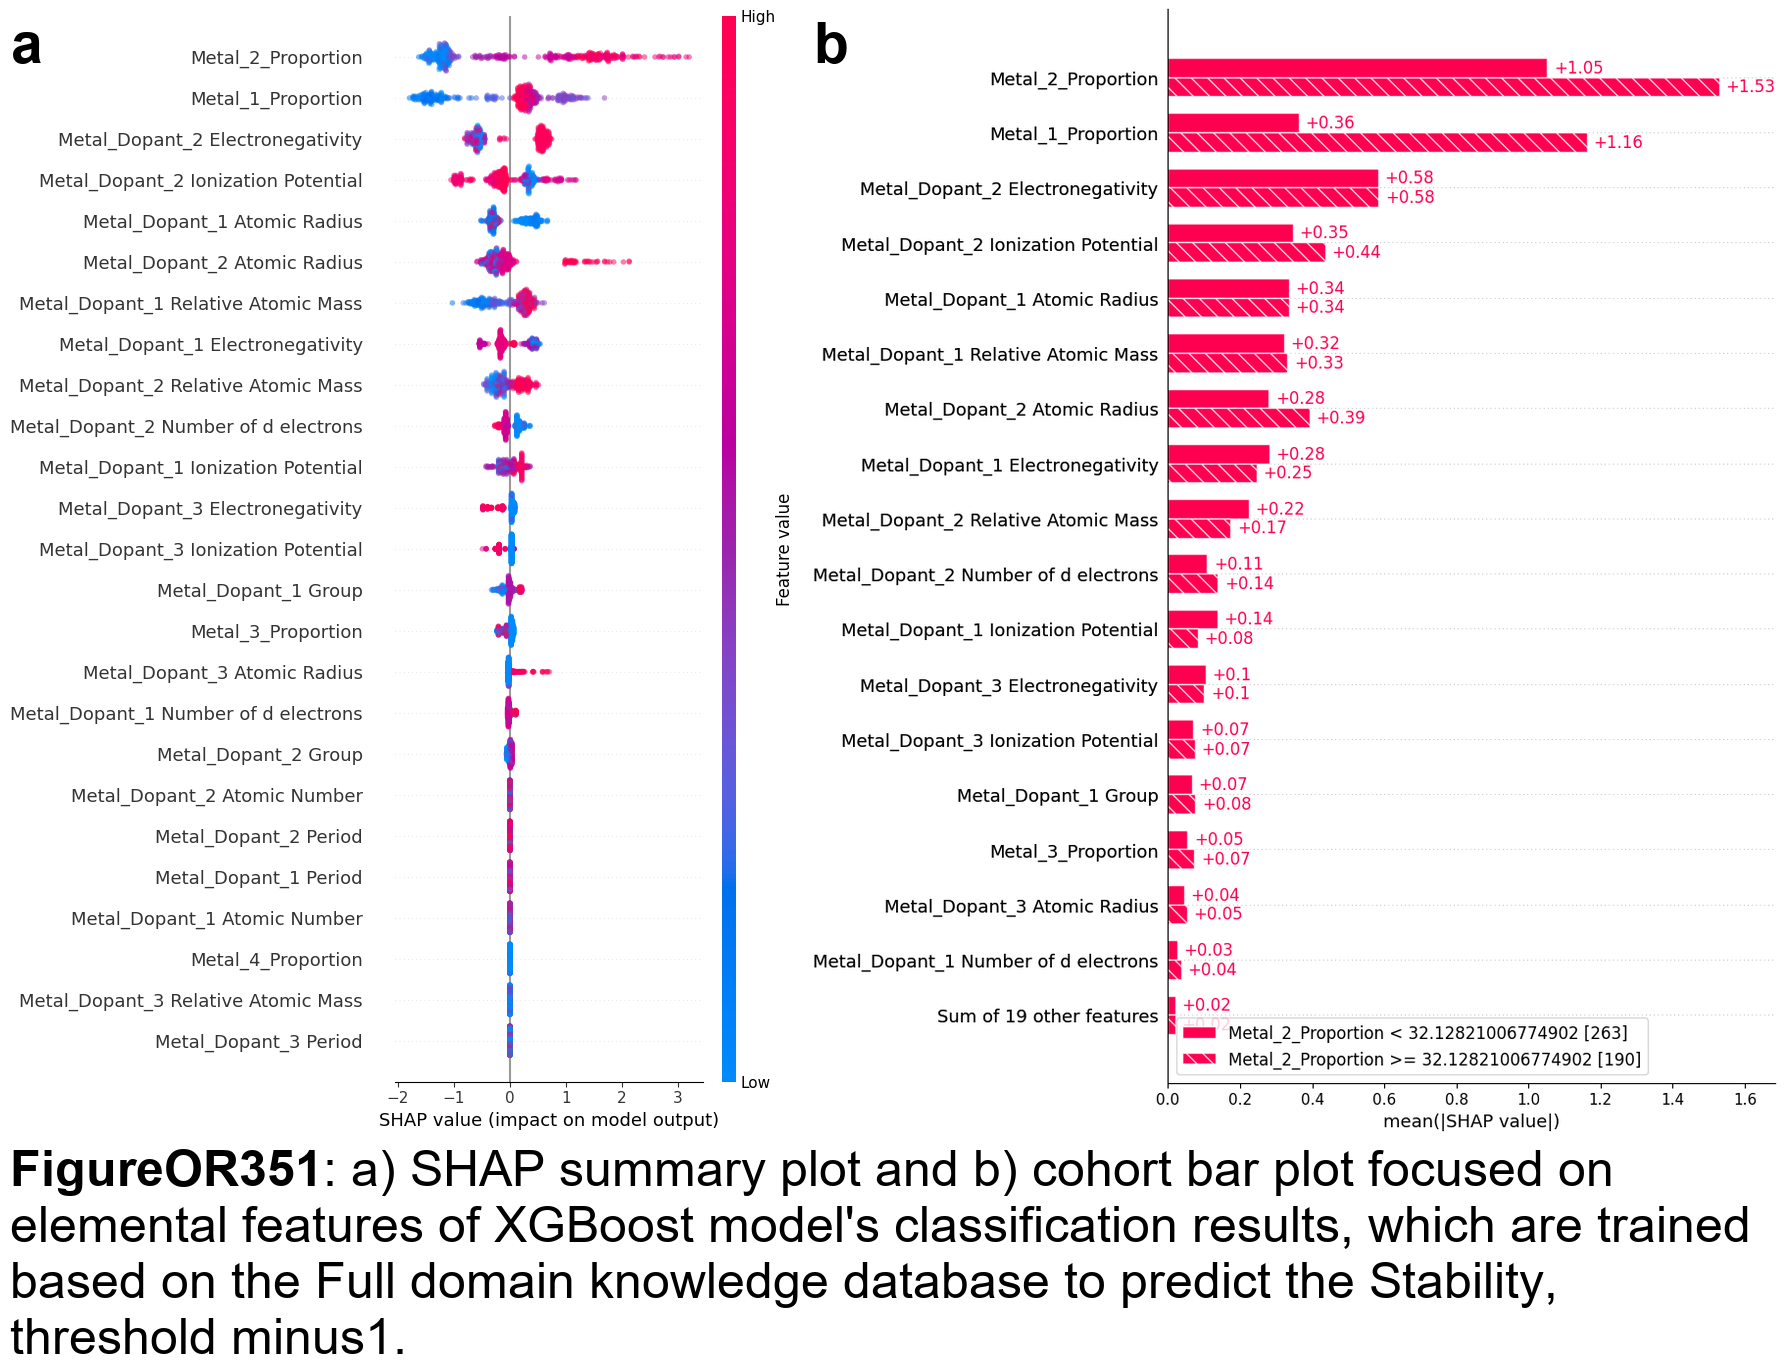 a
Metal_2_Proportion
Metal_1_Proportion
Metal_Dopant_2 Electronegativity
Metal_Dopant_2 Ionization Potential
Metal_Dopant_1 Atomic Radius
Metal_Dopant_2 Atomic Radius
Metal_Dopant_1 Relative Atomic Mass
Metal_Dopant_1 Electronegativity
Metal_Dopant_2 Relative Atomic Mass
Metal_Dopant_2 Number of d electrons
Metal_Dopant_1 Ionization Potential
Metal_Dopant_3 Electronegativity
Metal_Dopant_3 Ionization Potential
Metal_Dopant_1 Group
Metal_3_Proportion
Metal_Dopant_3 Atomic Radius
Metal_Dopant_1 Number of d electrons
Metal_Dopant_2 Group
Metal_Dopant_2 Atomic Number
Metal_Dopant_2 Period
Metal_Dopant_1 Period
Metal_Dopant_1 Atomic Number
Metal_4_Proportion
Metal_Dopant_3 Relative Atomic Mass
Metal_Dopant_3 Period
−2 −1 0 1 2 3
SHAP value (impact on model output)
High
Feature value
Low
b
Metal_2_Proportion +1.05
+1.53
Metal_1_Proportion +0.36
+1.16
Metal_Dopant_2 Electronegativity +0.58
+0.58
Metal_Dopant_2 Ionization Potential +0.35
+0.44
Metal_Dopant_1 Atomic Radius +0.34
+0.34
Metal_Dopant_1 Relative Atomic Mass +0.32
+0.33
Metal_Dopant_2 Atomic Radius +0.28
+0.39
Metal_Dopant_1 Electronegativity +0.28
+0.25
Metal_Dopant_2 Relative Atomic Mass +0.22
+0.17
Metal_Dopant_2 Number of d electrons +0.11
+0.14
Metal_Dopant_1 Ionization Potential +0.14
+0.08
Metal_Dopant_3 Electronegativity +0.1
+0.1
Metal_Dopant_3 Ionization Potential +0.07
+0.07
Metal_Dopant_1 Group +0.07
+0.08
Metal_3_Proportion +0.05
+0.07
Metal_Dopant_3 Atomic Radius +0.04
+0.05
Metal_Dopant_1 Number of d electrons +0.03
+0.04
Sum of 19 other features +0.02
+0.02
Metal_2_Proportion < 32.12821006774902 [263]
Metal_2_Proportion >= 32.12821006774902 [190]
0.0 0.2 0.4 0.6 0.8 1.0 1.2 1.4 1.6
mean(|SHAP value|)
FigureOR351: a) SHAP summary plot and b) cohort bar plot focused on
elemental features of XGBoost model's classification results, which are trained
based on the Full domain knowledge database to predict the Stability,
threshold minus1.